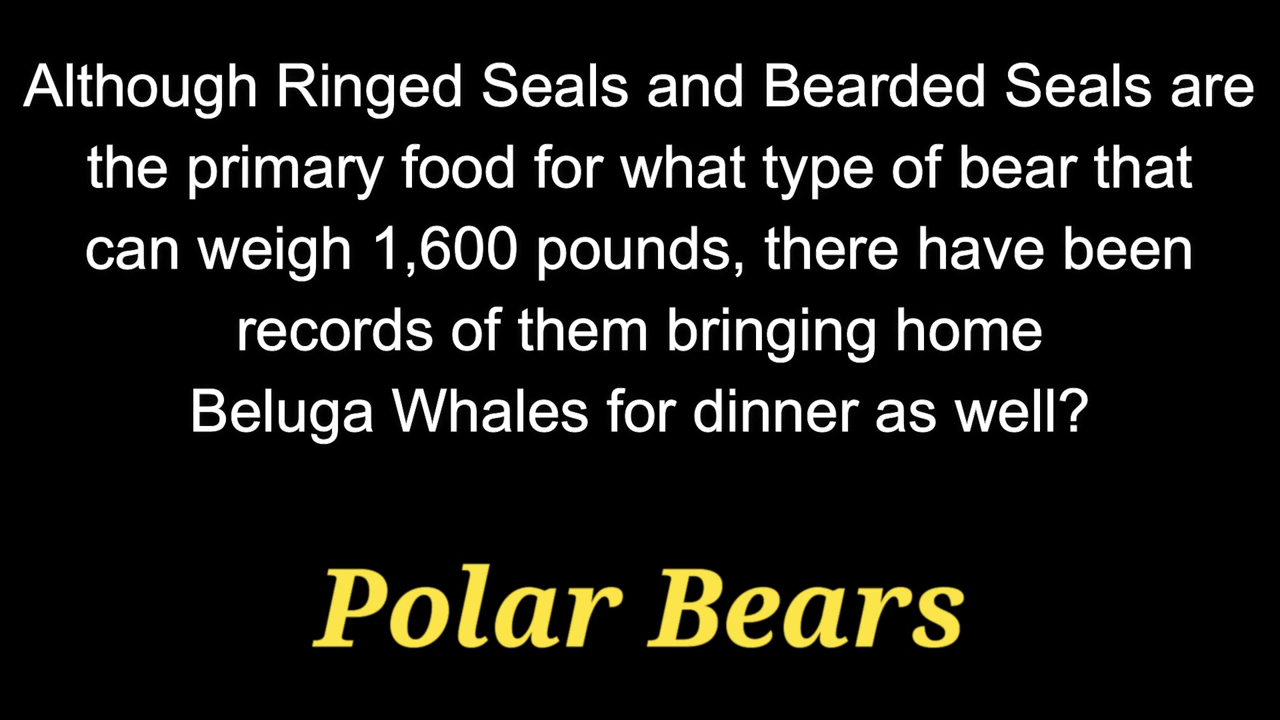 Although Ringed Seals and Bearded Seals are
the primary food for what type of bear that
can weigh 1,600 pounds, there have been
records of them bringing home
Beluga Whales for dinner as well?
Polar Bears